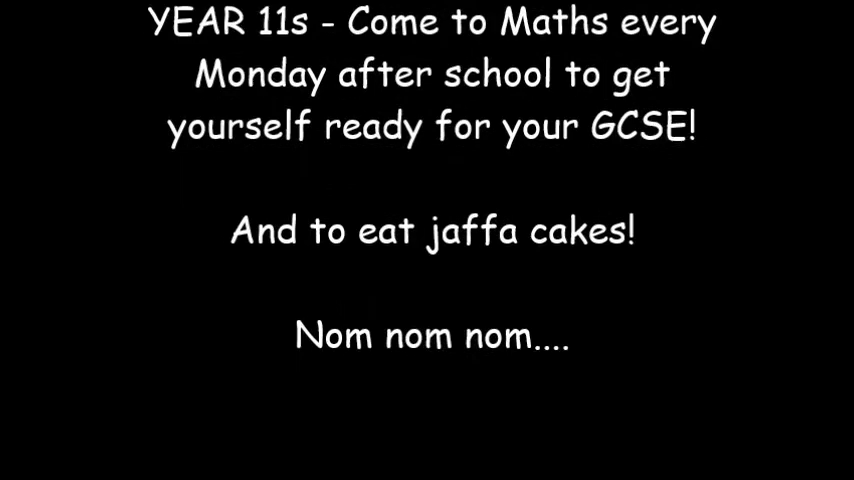 YEAR 11s - Come to Maths every
Monday after school to get
yourself ready for your GCSE!
And to eat jaffa cakes!
Nom nom nom....